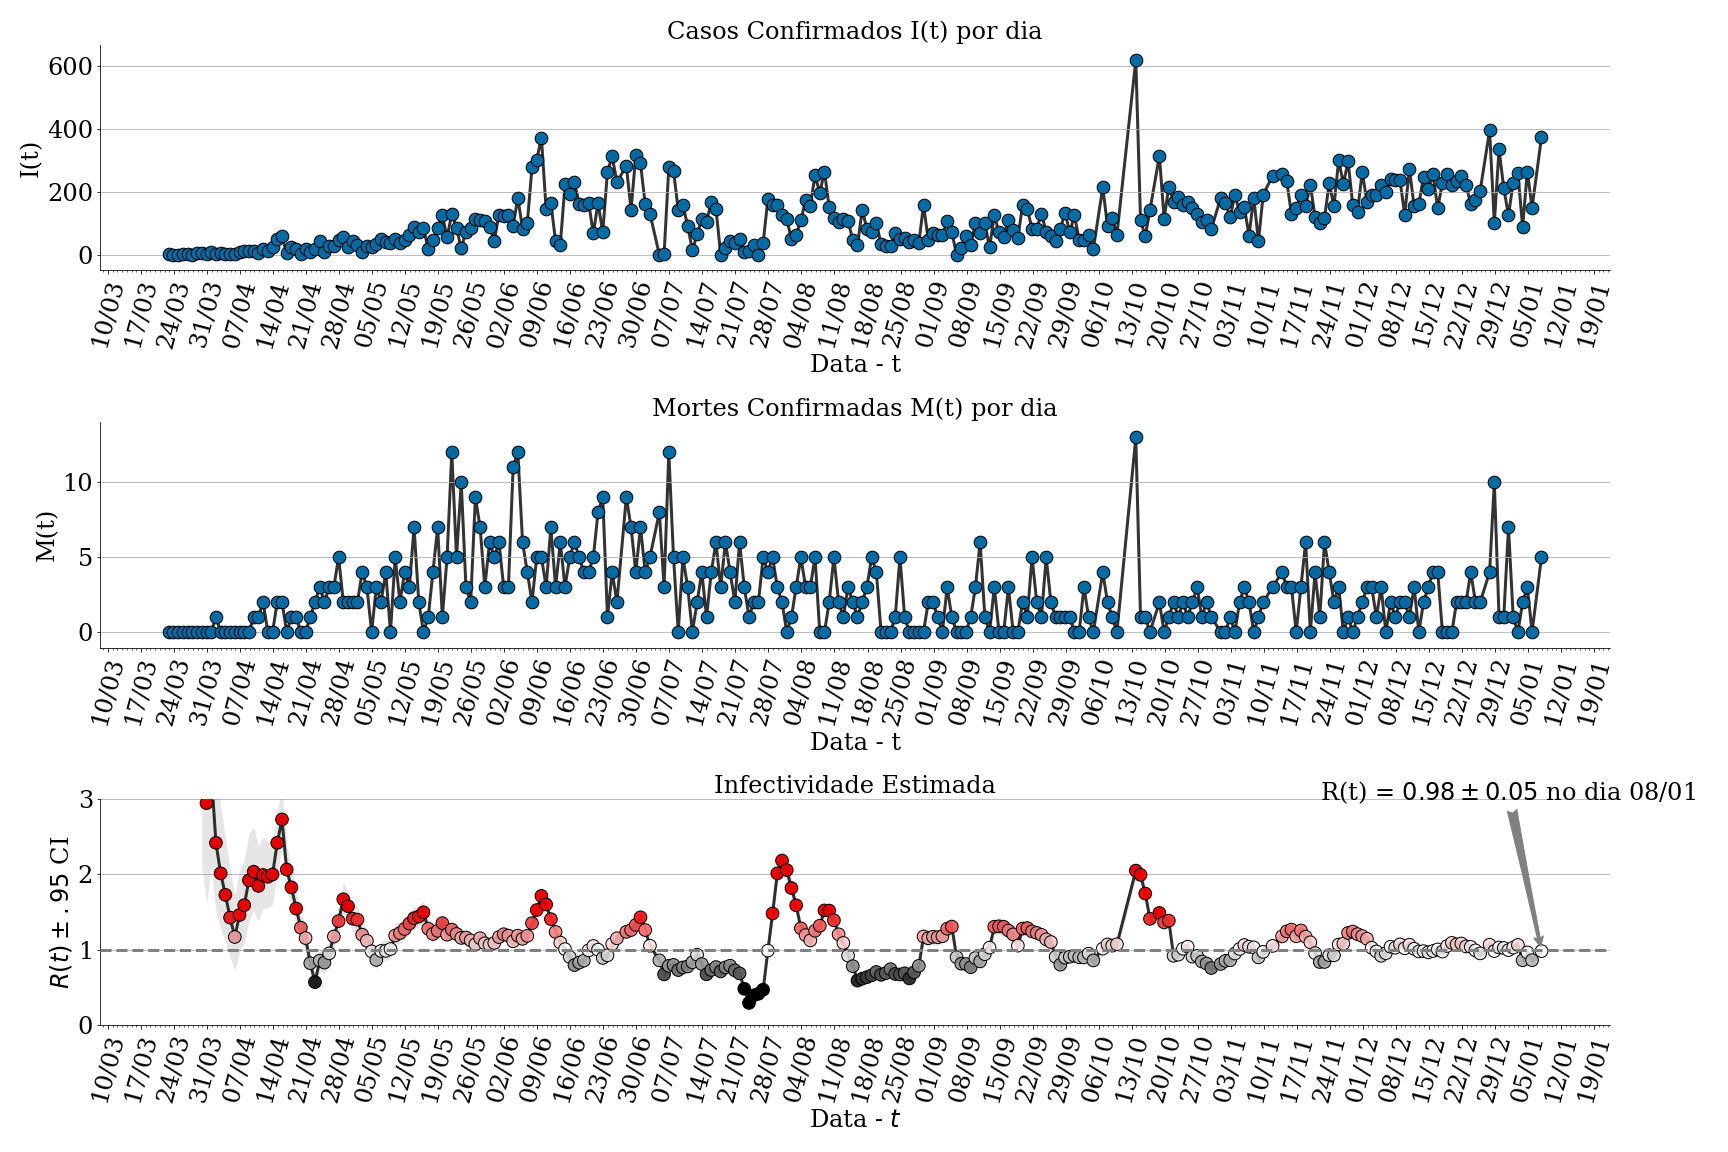 Casos Confirmados I(t) por dia
I(t)
600
400
200
0
10/03 17/03 24/03 31/03 07/04 14/04 21/04 28/04 05/05 12/05 19/05 26/05 02/06 09/06 16/06 23/06 30/06 07/07 14/07 21/07 28/07 04/08 11/08 18/08 25/08 01/09 08/09 15/09 22/09 29/09 06/10 13/10 20/10 27/10 03/11 10/11 17/11 24/11 01/12 08/12 15/12 22/12 29/12 05/01 12/01 19/01
Data - t
Mortes Confirmadas M(t) por dia
M(t)
10
5
0
10/03 17/03 24/03 31/03 07/04 14/04 21/04 28/04 05/05 12/05 19/05 26/05 02/06 09/06 16/06 23/06 30/06 07/07 14/07 21/07 28/07 04/08 11/08 18/08 25/08 01/09 08/09 15/09 22/09 29/09 06/10 13/10 20/10 27/10 03/11 10/11 17/11 24/11 01/12 08/12 15/12 22/12 29/12 05/01 12/01 19/01
Data - t
Infectividade Estimada
R(t) = 0.98 ± 0.05 no dia 08/01
R(t) ± .95 CI
3
2
1
0
10/03 17/03 24/03 31/03 07/04 14/04 21/04 28/04 05/05 12/05 19/05 26/05 02/06 09/06 16/06 23/06 30/06 07/07 14/07 21/07 28/07 04/08 11/08 18/08 25/08 01/09 08/09 15/09 22/09 29/09 06/10 13/10 20/10 27/10 03/11 10/11 17/11 24/11 01/12 08/12 15/12 22/12 29/12 05/01 12/01 19/01
Data - t